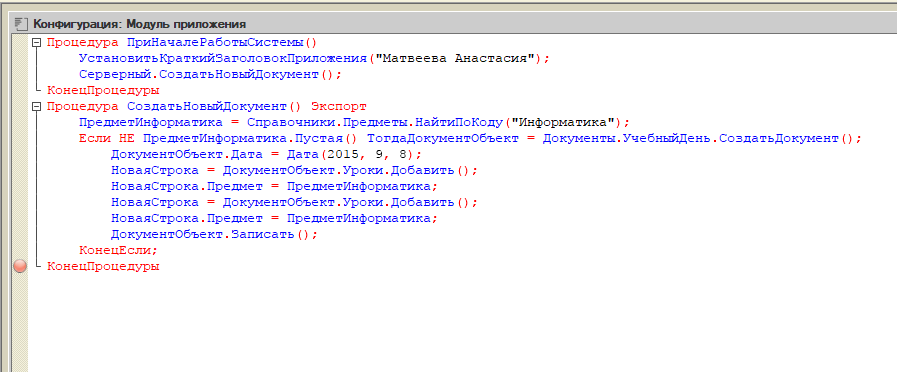 Конфигурация: Модуль приложения
Процедура ПриНачалеРаботыСистемы()
УстановитьКраткийЗаголовокПриложения("Матвеева Анастасия");
Серверный.СоздатьНовыйДокумент();
КонецПроцедуры
Процедура СоздатьНовыйДокумент() Экспорт
ПредметИнформатика = Справочники.Предметы.НайтиПоКоду("Информатика");
Если НЕ ПредметИнформатика.Пустая() ТогдаДокументОбъект = Документы.УчебныйДень.СоздатьДокумент();
ДокументОбъект.Дата = Дата(2015, 9, 8);
НоваяСтрока = ДокументОбъект.Уроки.Добавить();
НоваяСтрока.Предмет = ПредметИнформатика;
НоваяСтрока = ДокументОбъект.Уроки.Добавить();
НоваяСтрока.Предмет = ПредметИнформатика;
ДокументОбъект.Записать();
КонецЕсли;
КонецПроцедуры